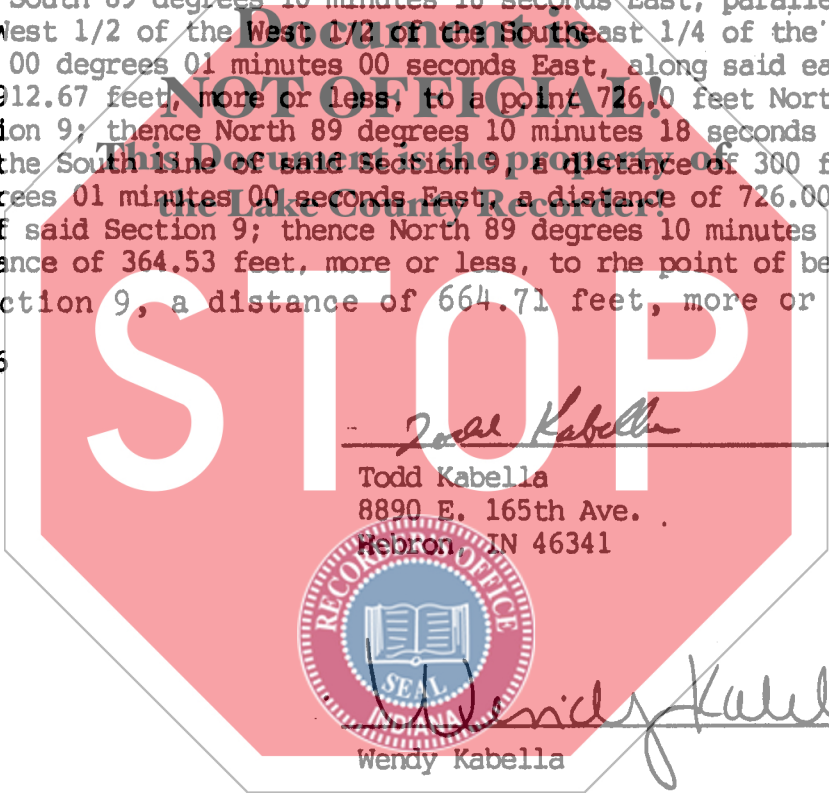 South 89 degrees 10 minutes 18 seconds East, paralle
West 1/2 of the West 1/2 of the Southeast 1/4 of the
00 degrees 01 minutes 00 seconds East, along said ea
912.67 feet, more or less, to a point 726.0 feet Nort
ion 9; thence North 89 degrees 10 minutes 18 seconds
the South line of said Section 9, a distance of 300 f
rees 01 minutes 00 seconds East, a distance of 726.00
f said Section 9; thence North 89 degrees 10 minutes
ance of 364.53 feet, more or less, to rhe point of be
ction 9, a distance of 664.71 feet, more or
6
Document is
NOT OFFICIAL!
This Document is the property of
the Lake County Recorder!
STOP
Todd Kabella
Todd Kabella
8890 E. 165th Ave.
Hebron, IN 46341
RECORDER'S OFFICE
SEAL
INDIANA
Wendy Kabel
Wendy Kabella